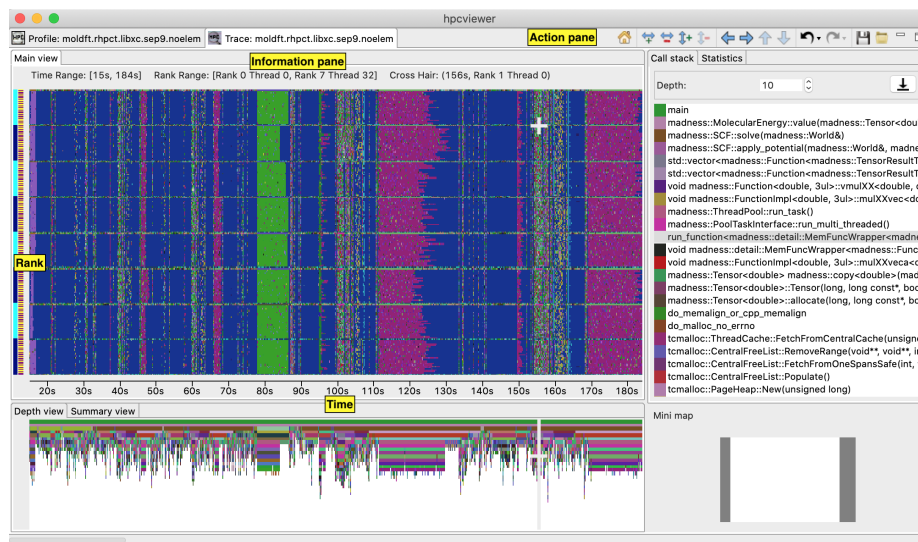 hpcviewer
Profile: moldft.rhpct.libxc.sep9.noelem
Trace: moldft.rhpct.libxc.sep9.noelem
Action pane
Main view
Information pane
Time Range: [15s, 184s] Rank Range: [Rank 0 Thread 0, Rank 7 Thread 32] Cross Hair: (156s, Rank 1 Thread 0)
Rank
20s 30s 40s 50s 60s 70s 80s 90s 100s 110s 120s 130s 140s 150s 160s 170s 180s
Time
Depth view Summary view
Call stack Statistics
Depth: 10
main
madness::MolecularEnergy::value(madness::Tensor<dou
madness::SCF::solve(madness::World&)
madness::SCF::apply_potential(madness::World&, madne
std::vector<madness::Function<madness::TensorResultT
std::vector<madness::Function<madness::TensorResultT
void madness::Function<double, 3ul>::vmulXX<double,
void madness::FunctionImpl<double, 3ul>::mulXXvec<do
madness::ThreadPool::run_task()
madness::PoolTaskInterface::run_multi_threaded()
run_function<madness::detail::MemFuncWrapper<madne
void madness::detail::MemFuncWrapper<madness::Func
void madness::FunctionImpl<double, 3ul>::mulXXveca<d
madness::Tensor<double> madness::copy<double>(mad
madness::Tensor<double>::Tensor(long, long const*, boo
madness::Tensor<double>::allocate(long, long const*, bo
do_memalign_or_cpp_memalign
do_malloc_no_errno
tcmalloc::ThreadCache::FetchFromCentralCache(unsigne
tcmalloc::CentralFreeList::RemoveRange(void**, void**, i
tcmalloc::CentralFreeList::FetchFromOneSpansSafe(int,
tcmalloc::CentralFreeList::Populate()
tcmalloc::PageHeap::New(unsigned long)
Mini map